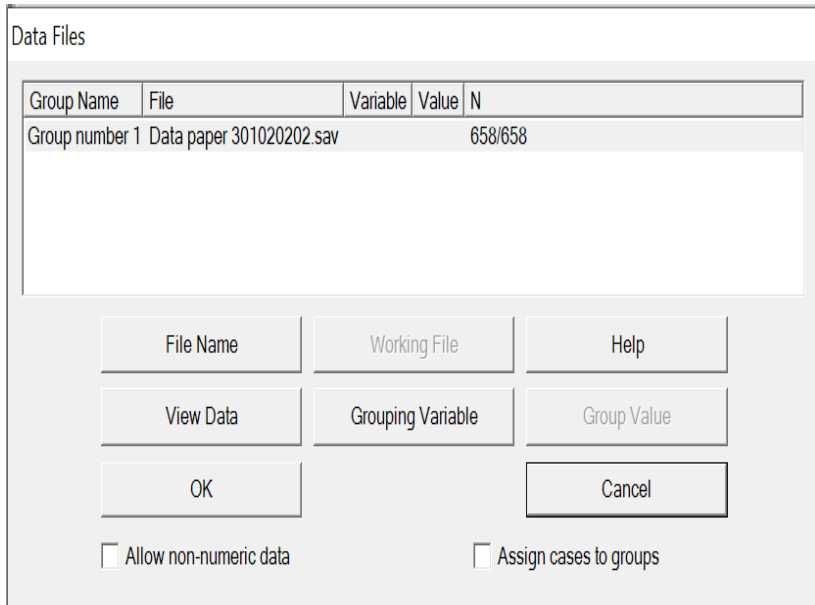 Data Files
Group Name File Variable Value N
Group number 1 Data paper 301020202.sav 658/658
File Name Working File Help
View Data Grouping Variable Group Value
OK Cancel
Allow non-numeric data Assign cases to groups